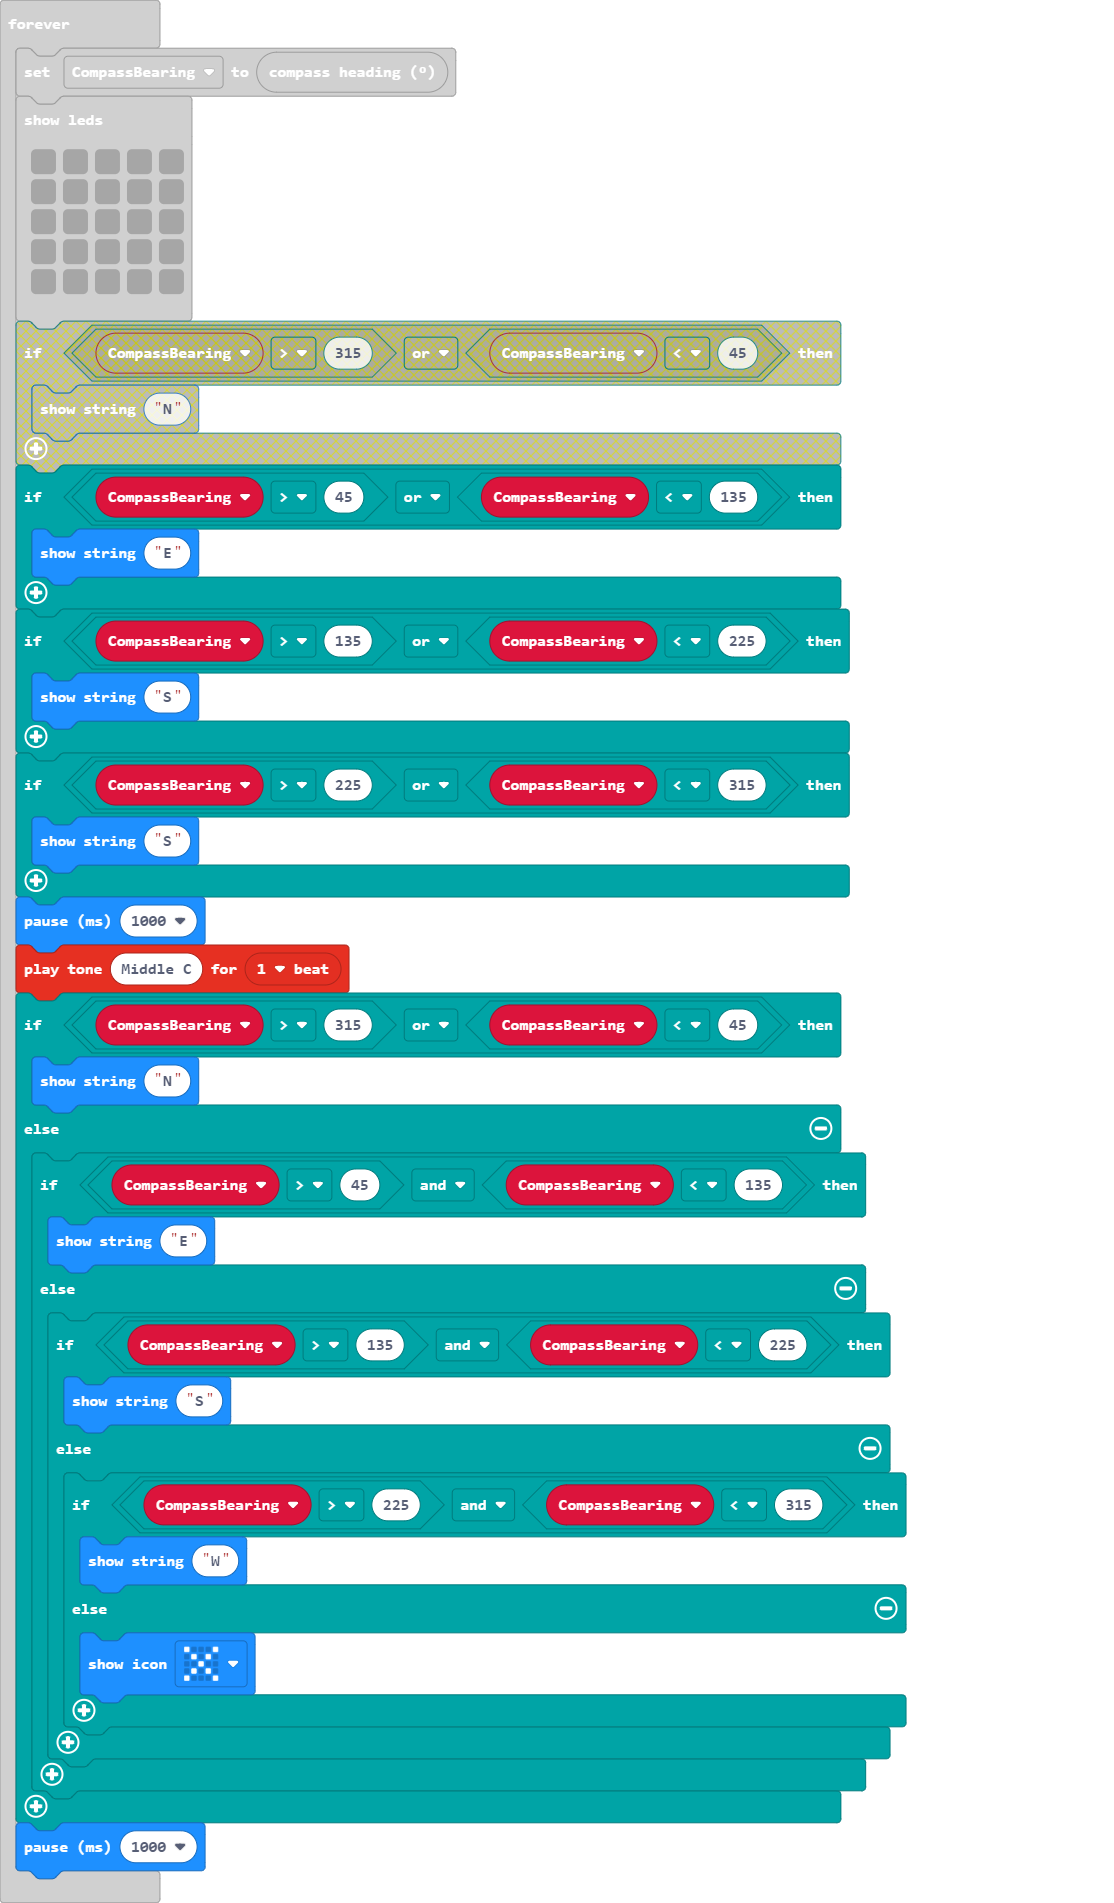 forever
set CompassBearing to compass heading (º)
show leds
if CompassBearing > 315 or CompassBearing < 45 then
show string "N"
if CompassBearing > 45 or CompassBearing < 135 then
show string "E"
if CompassBearing > 135 or CompassBearing < 225 then
show string "S"
if CompassBearing > 225 or CompassBearing < 315 then
show string "S"
pause (ms) 1000
play tone Middle C for 1 beat
if CompassBearing > 315 or CompassBearing < 45 then
show string "N"
else
if CompassBearing > 45 and CompassBearing < 135 then
show string "E"
else
if CompassBearing > 135 and CompassBearing < 225 then
show string "S"
else
if CompassBearing > 225 and CompassBearing < 315 then
show string "W"
else
show icon
pause (ms) 1000